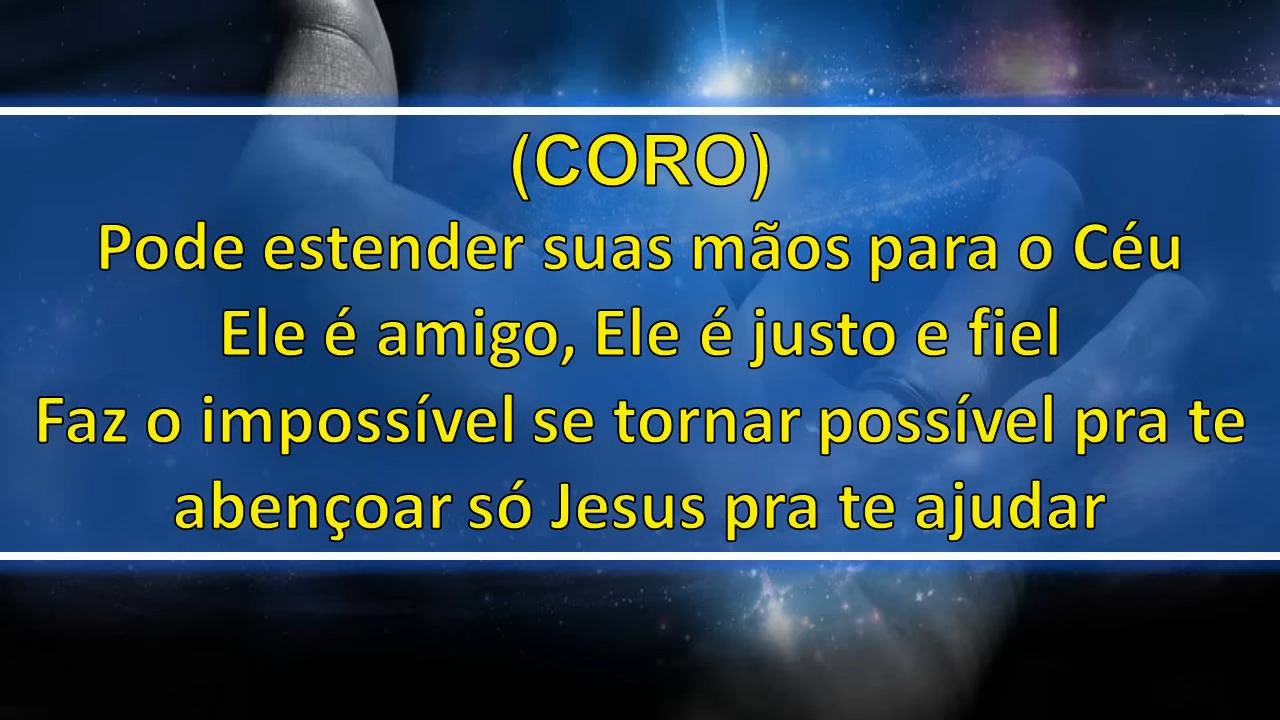 (CORO)
Pode estender suas mãos para o Céu
Ele é amigo, Ele é justo e fiel
Faz o impossível se tornar possível pra te
abençoar só Jesus pra te ajudar